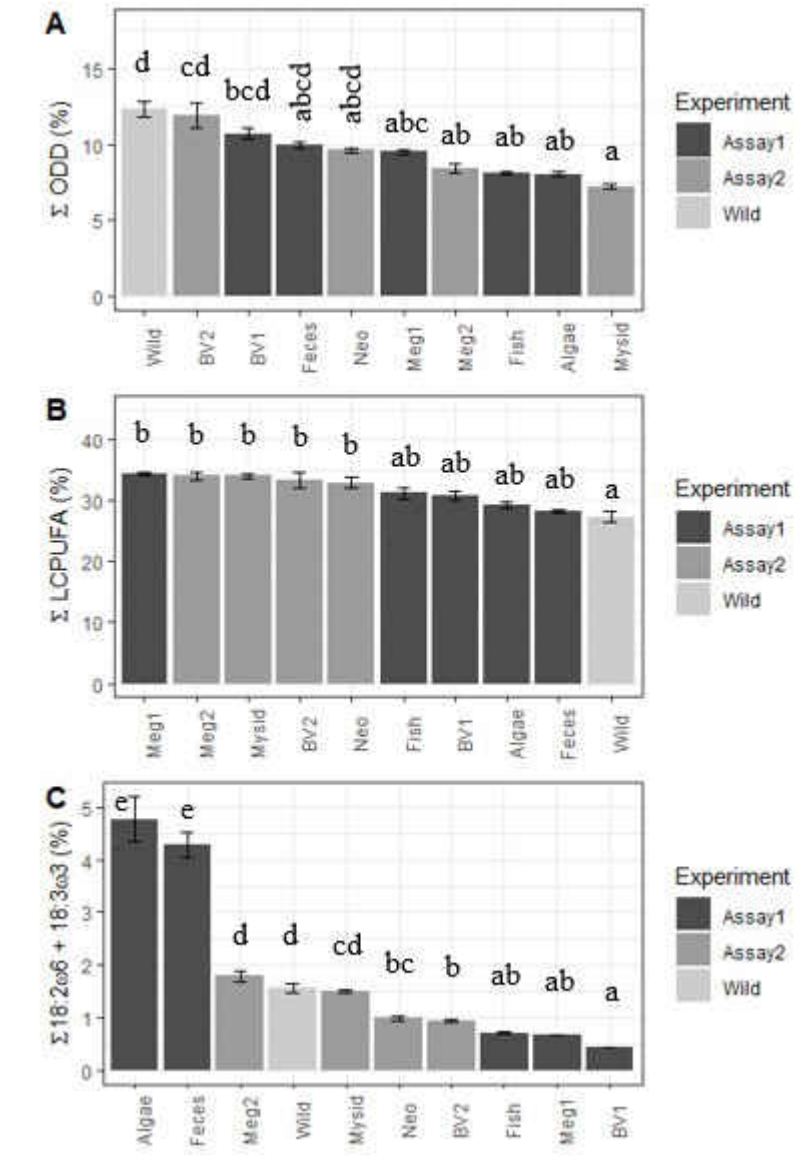 A
Σ ODD (%)
15
10
5
0
d
cd
bcd
abcd
abcd
abc
ab
ab
ab
a
Wild
BV2
BV1
Feces
Neo
Meg1
Meg2
Fish
Algae
Mysid
Experiment
Assay1
Assay2
Wild
B
Σ LCPUFA (%)
40
30
20
10
0
b
b
b
b
b
ab
ab
ab
ab
a
Meg1
Meg2
Mysid
BV2
Neo
Fish
BV1
Algae
Feces
Wild
Experiment
Assay1
Assay2
Wild
C
Σ18:2ω6 + 18:3ω3 (%)
5
4
3
2
1
0
e
e
d
d
cd
bc
b
ab
ab
a
Algae
Feces
Meg2
Wild
Mysid
Neo
BV2
Fish
Meg1
BV1
Experiment
Assay1
Assay2
Wild